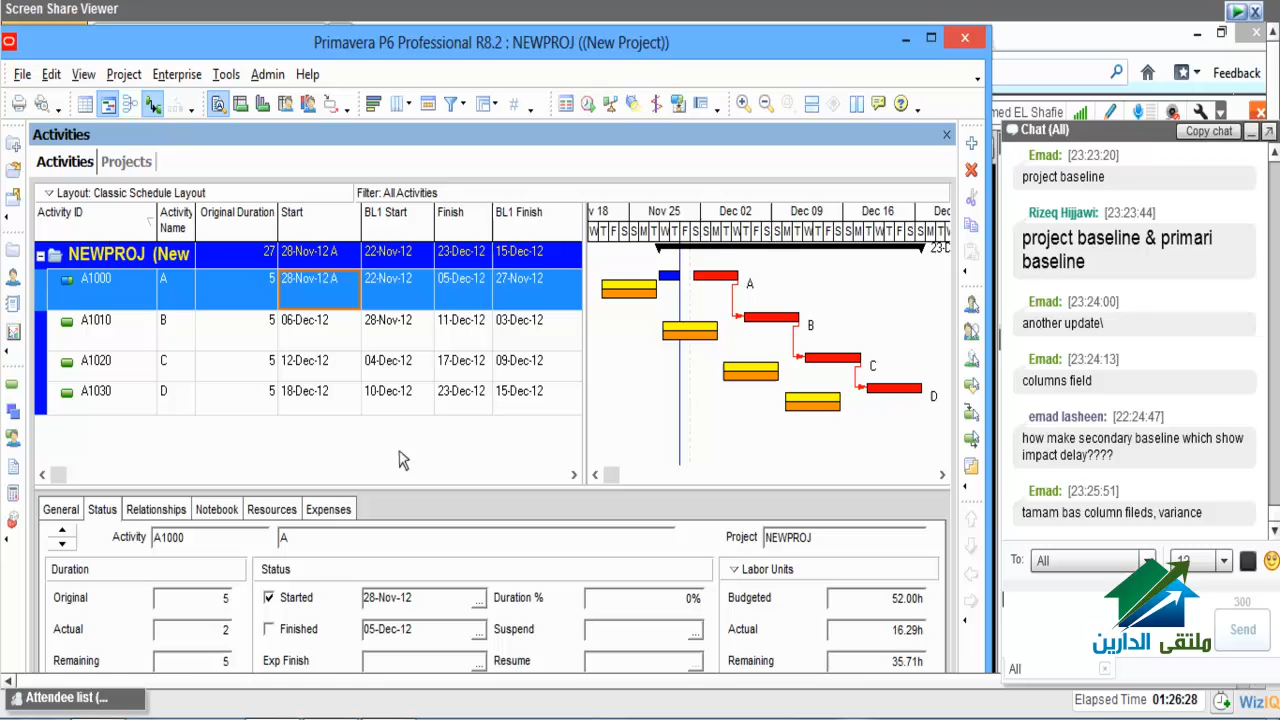 Screen Share Viewer
Primavera P6 Professional R8.2 : NEWPROJ ((New Project))
File Edit View Project Enterprise Tools Admin Help
Feedback
Activities
Activities Projects
Layout: Classic Schedule Layout Filter: All Activities
Activity ID Activity Name Original Duration Start BL1 Start Finish BL1 Finish
v 18 Nov 25 Dec 02 Dec 09 Dec 16 Dec
W T F S S M T W T F S S M T W T F S S M T W T F S S M T W T F
NEWPROJ (New 27 28-Nov-12 A 22-Nov-12 23-Dec-12 15-Dec-12 23-D
A1000 A 5 28-Nov-12 A 22-Nov-12 05-Dec-12 27-Nov-12 A
A1010 B 5 06-Dec-12 28-Nov-12 11-Dec-12 03-Dec-12 B
A1020 C 5 12-Dec-12 04-Dec-12 17-Dec-12 09-Dec-12 C
A1030 D 5 18-Dec-12 10-Dec-12 23-Dec-12 15-Dec-12 D
General Status Relationships Notebook Resources Expenses
Activity A1000 A Project NEWPROJ
Duration Status Labor Units
Original 5 Started 28-Nov-12 ... Duration % 0% Budgeted 52.00h
Actual 2 Finished 05-Dec-12 ... Suspend ... Actual 16.29h
Remaining 5 Exp Finish ... Resume ... Remaining 35.71h
med EL Shafie
Chat (All) Copy chat
Emad: [23:23:20]
project baseline
Rizeq Hijjawi: [23:23:44]
project baseline & primari
baseline
Emad: [23:24:00]
another update\
Emad: [23:24:13]
columns field
emad lasheen: [22:24:47]
how make secondary baseline which show
impact delay????
Emad: [23:25:51]
tamam bas column fileds, variance
To: All 12
300
Send
ملتقى الدارين
All
Attendee list (...
Elapsed Time 01:26:28 WizIQ